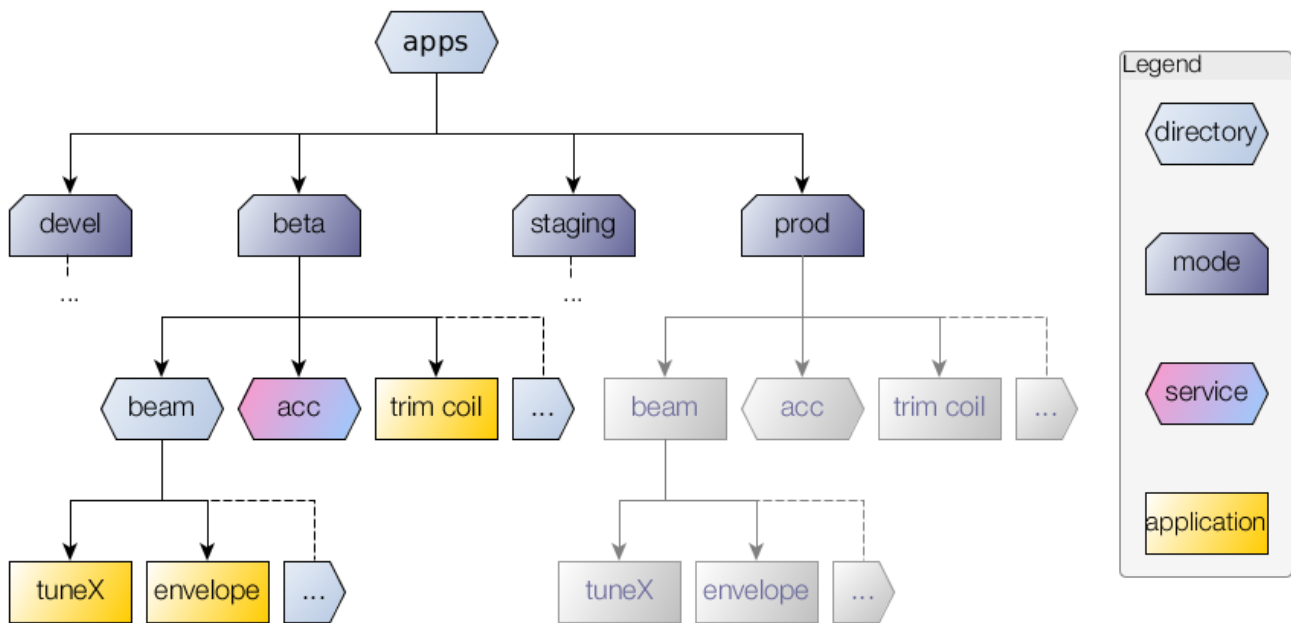 apps
Legend
directory
devel
beta
staging
prod
mode
...
...
beam
acc
trim coil
...
beam
acc
trim coil
...
service
application
tuneX
envelope
...
tuneX
envelope
...